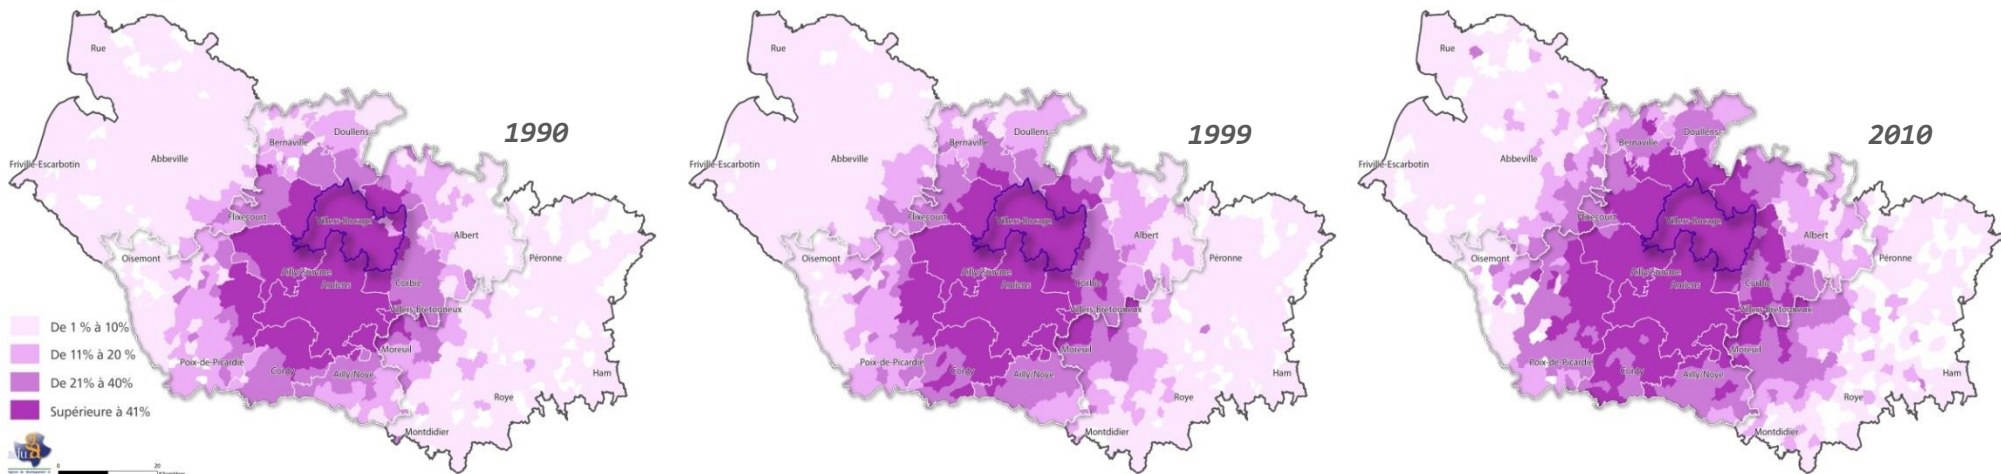 1990
Rue
Doullens
Bernaville
Friville-Escarbotin
Abbeville
Flixecourt
Villers-Bocage
Albert
Oisemont
Péronne
Ailly/Somme
Amiens
Corbie
Villers-Bretonneux
Moreuil
Poix-de-Picardie
Conty
Ailly/Noye
Ham
Roye
Montdidier
De 1 % à 10%
De 11% à 20 %
De 21% à 40%
Supérieure à 41%
0 20
1999
Rue
Doullens
Bernaville
Friville-Escarbotin
Abbeville
Flixecourt
Villers-Bocage
Albert
Oisemont
Péronne
Ailly/Somme
Amiens
Corbie
Villers-Bretonneux
Moreuil
Poix-de-Picardie
Conty
Ailly/Noye
Ham
Roye
Montdidier
2010
Rue
Doullens
Bernaville
Friville-Escarbotin
Abbeville
Flixecourt
Villers-Bocage
Albert
Oisemont
Péronne
Ailly/Somme
Amiens
Corbie
Villers-Bretonneux
Moreuil
Poix-de-Picardie
Conty
Ailly/Noye
Ham
Roye
Montdidier